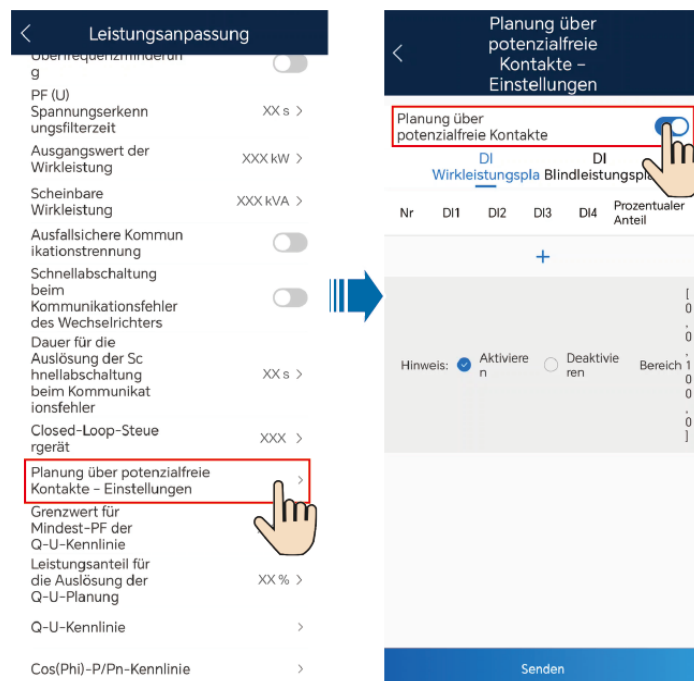 Leistungsanpassung
Überfrequenzminderun
g
PF (U)
Spannungserkenn
ungsfilterzeit
XX s >
Ausgangswert der
Wirkleistung
XXX kW >
Scheinbare
Wirkleistung
XXX kVA >
Ausfallsichere Kommun
ikationstrennung
Schnellabschaltung
beim
Kommunikationsfehler
des Wechselrichters
Dauer für die
Auslösung der Sc
hnellabschaltung
beim Kommunikat
ionsfehler
XX s >
Closed-Loop-Steue
rgerät
XXX >
Planung über potenzialfreie
Kontakte – Einstellungen
Grenzwert für
Mindest-PF der
Q-U-Kennlinie
Leistungsanteil für
die Auslösung der
Q-U-Planung
XX % >
Q-U-Kennlinie
Cos(Phi)-P/Pn-Kennlinie
Planung über
potenzialfreie
Kontakte –
Einstellungen
Planung über
potenzialfreie Kontakte
DI DI
Wirkleistungspla Blindleistungspl
Nr DI1 DI2 DI3 DI4 Prozentualer
Anteil
+
Hinweis: Aktiviere
n
Deaktivie
ren
Bereich
[
0
,
0
,
1
0
0
,
0
]
Senden